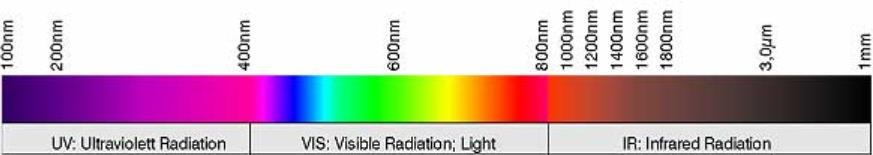 100nm 200nm 400nm 600nm 800nm 1000nm 1200nm 1400nm 1600nm 1800nm 3,0µm 1mm
UV: Ultraviolett Radiation VIS: Visible Radiation; Light IR: Infrared Radiation